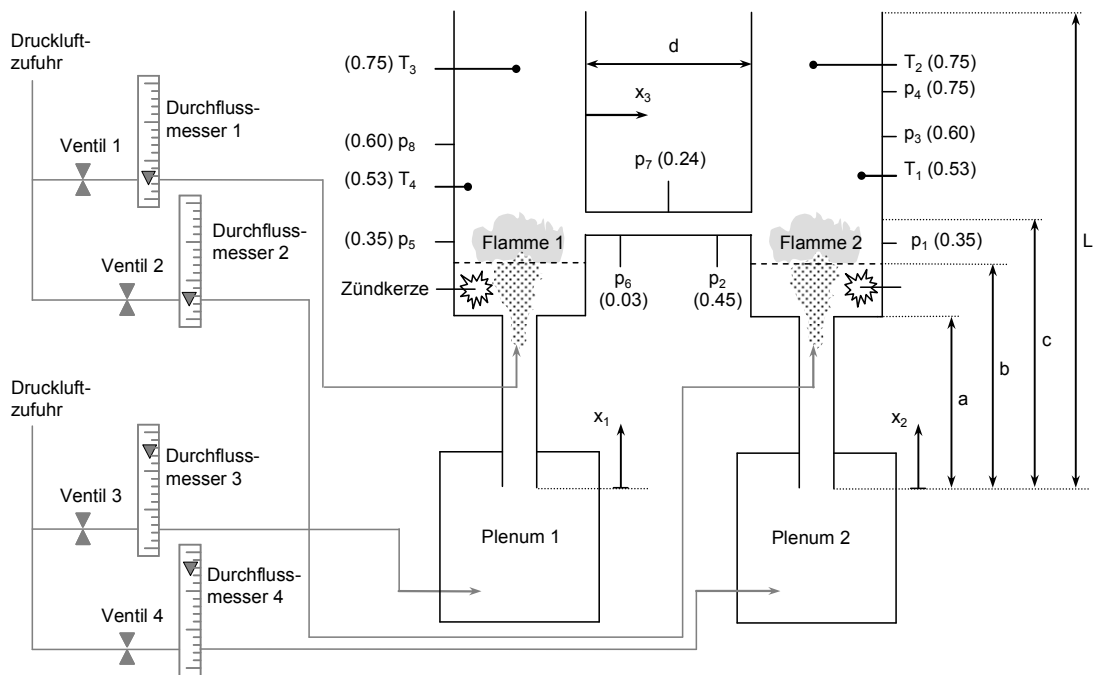 Druckluft-
zufuhr
Ventil 1
Durchfluss-
messer 1
Ventil 2
Durchfluss-
messer 2
Druckluft-
zufuhr
Ventil 3
Durchfluss-
messer 3
Ventil 4
Durchfluss-
messer 4
(0.75) T3
(0.60) p8
(0.53) T4
(0.35) p5
Zündkerze
Flamme 1
d
x3
p7 (0.24)
p6
(0.03)
p2
(0.45)
Flamme 2
T2 (0.75)
p4 (0.75)
p3 (0.60)
T1 (0.53)
p1 (0.35)
L
c
b
a
x1
x2
Plenum 1
Plenum 2